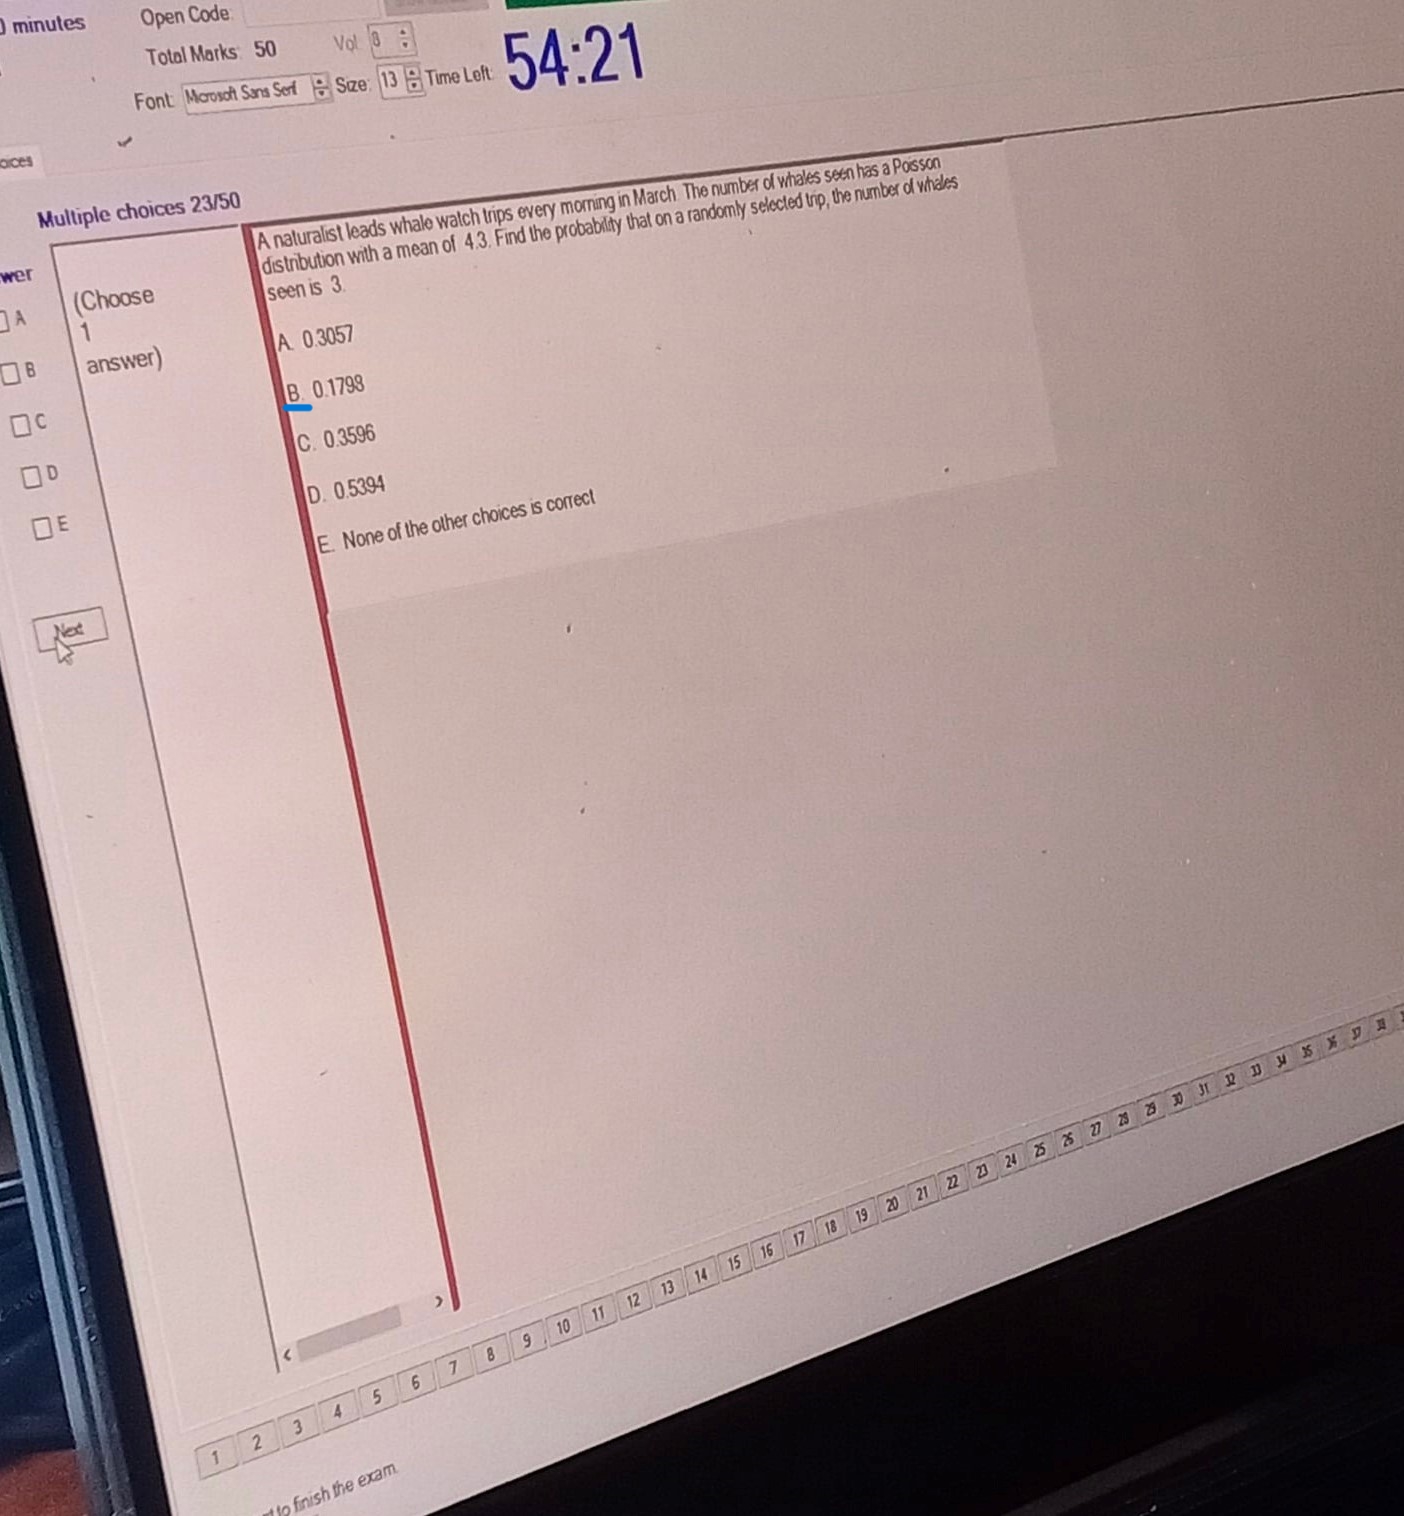 minutes
Open Code:
Total Marks: 50
Vol: 8
Font: Microsoft Sans Serif
Size: 13
Time Left:
54:21
Multiple choices 23/50
A
B
C
D
E
Next
(Choose
1
answer)
A naturalist leads whale watch trips every morning in March. The number of whales seen has a Poisson
distribution with a mean of 4.3. Find the probability that on a randomly selected trip, the number of whales
seen is 3.
A. 0.3057
B. 0.1798
C. 0.3596
D. 0.5394
E. None of the other choices is correct
1 2 3 4 5 6 7 8 9 10 11 12 13 14 15 16 17 18 19 20 21 22 23 24 25 26 27 28 29 30 31 32 33 34 35 36 37 38
to finish the exam.